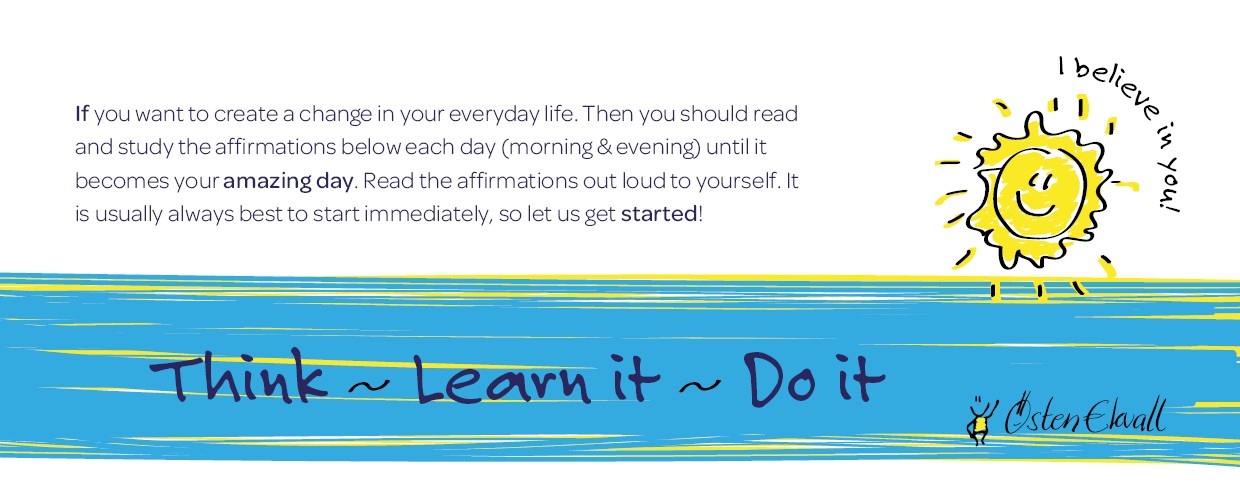 If you want to create a change in your everyday life. Then you should read
and study the affirmations below each day (morning & evening) until it
becomes your amazing day. Read the affirmations out loud to yourself. It
is usually always best to start immediately, so let us get started!
I believe in you!
Think ~ Learn it ~ Do it
Östen Ekvall